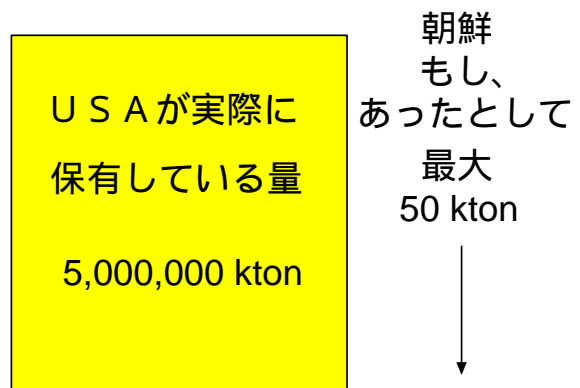 ＵＳＡが実際に
保有している量
5,000,000 kton
朝鮮
もし、
あったとして
最大
50 kton